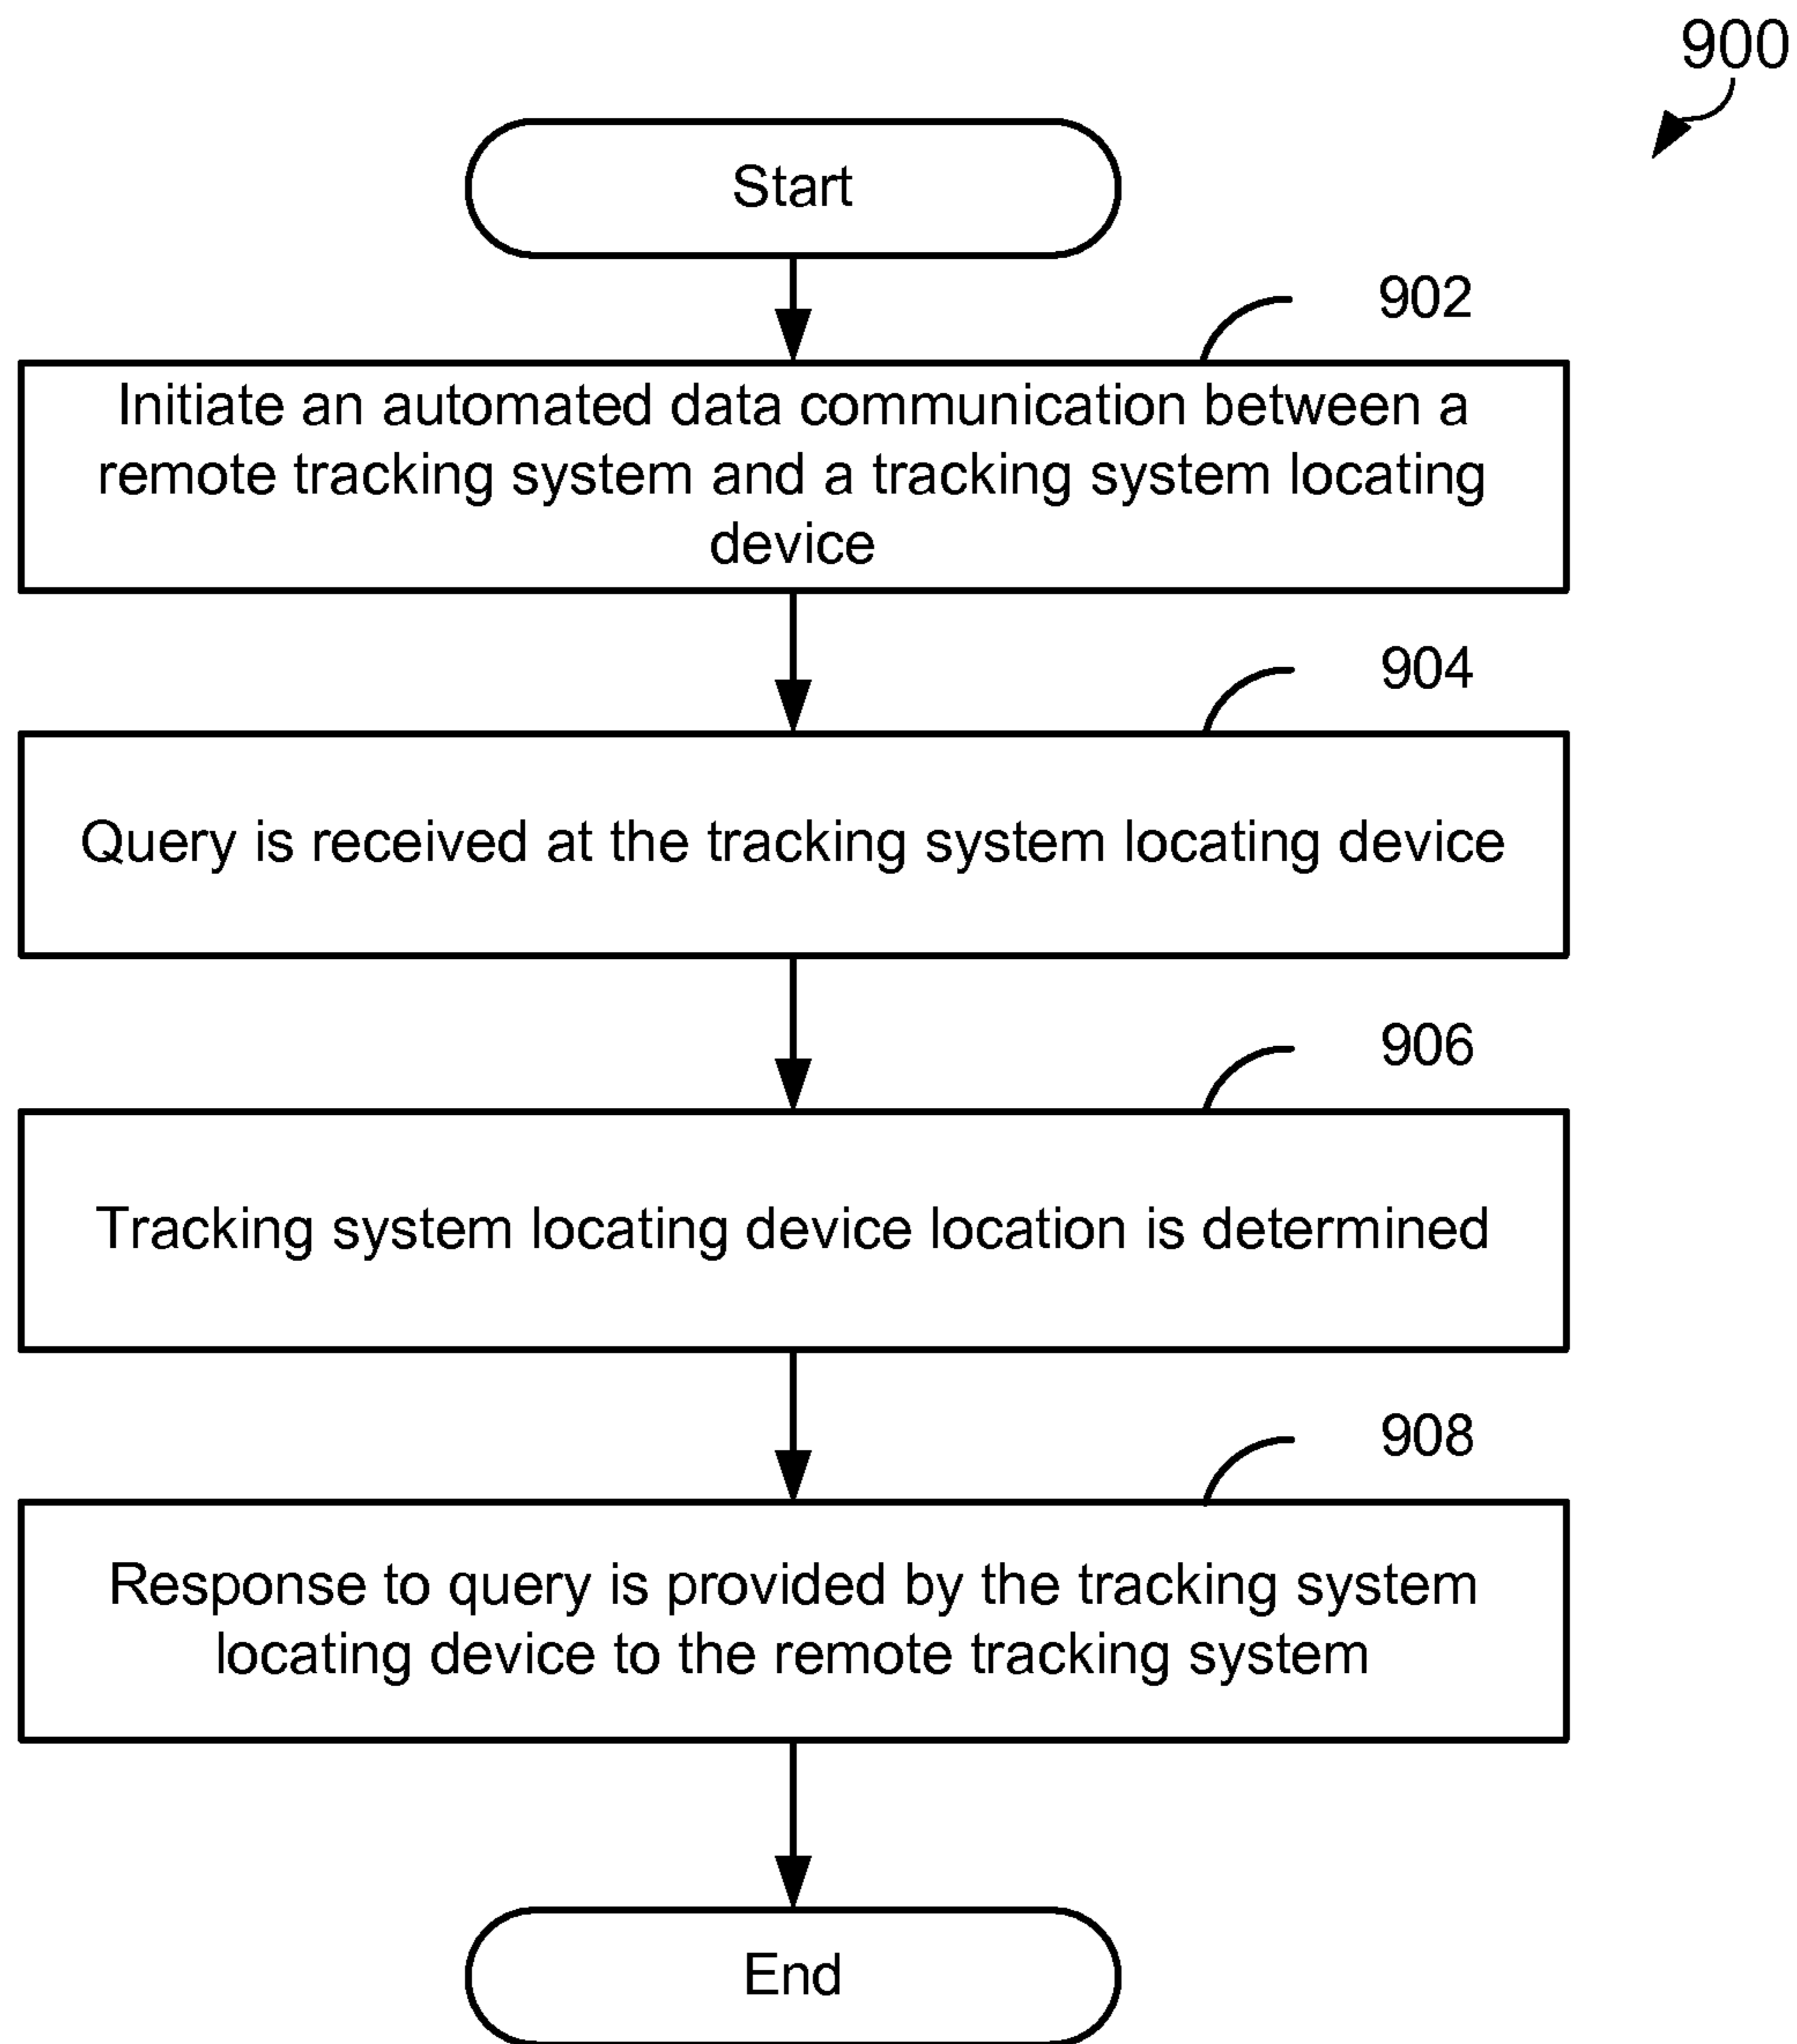 900
Start
902
Initiate an automated data communication between a
remote tracking system and a tracking system locating
device
904
Query is received at the tracking system locating device
906
Tracking system locating device location is determined
908
Response to query is provided by the tracking system
locating device to the remote tracking system
End